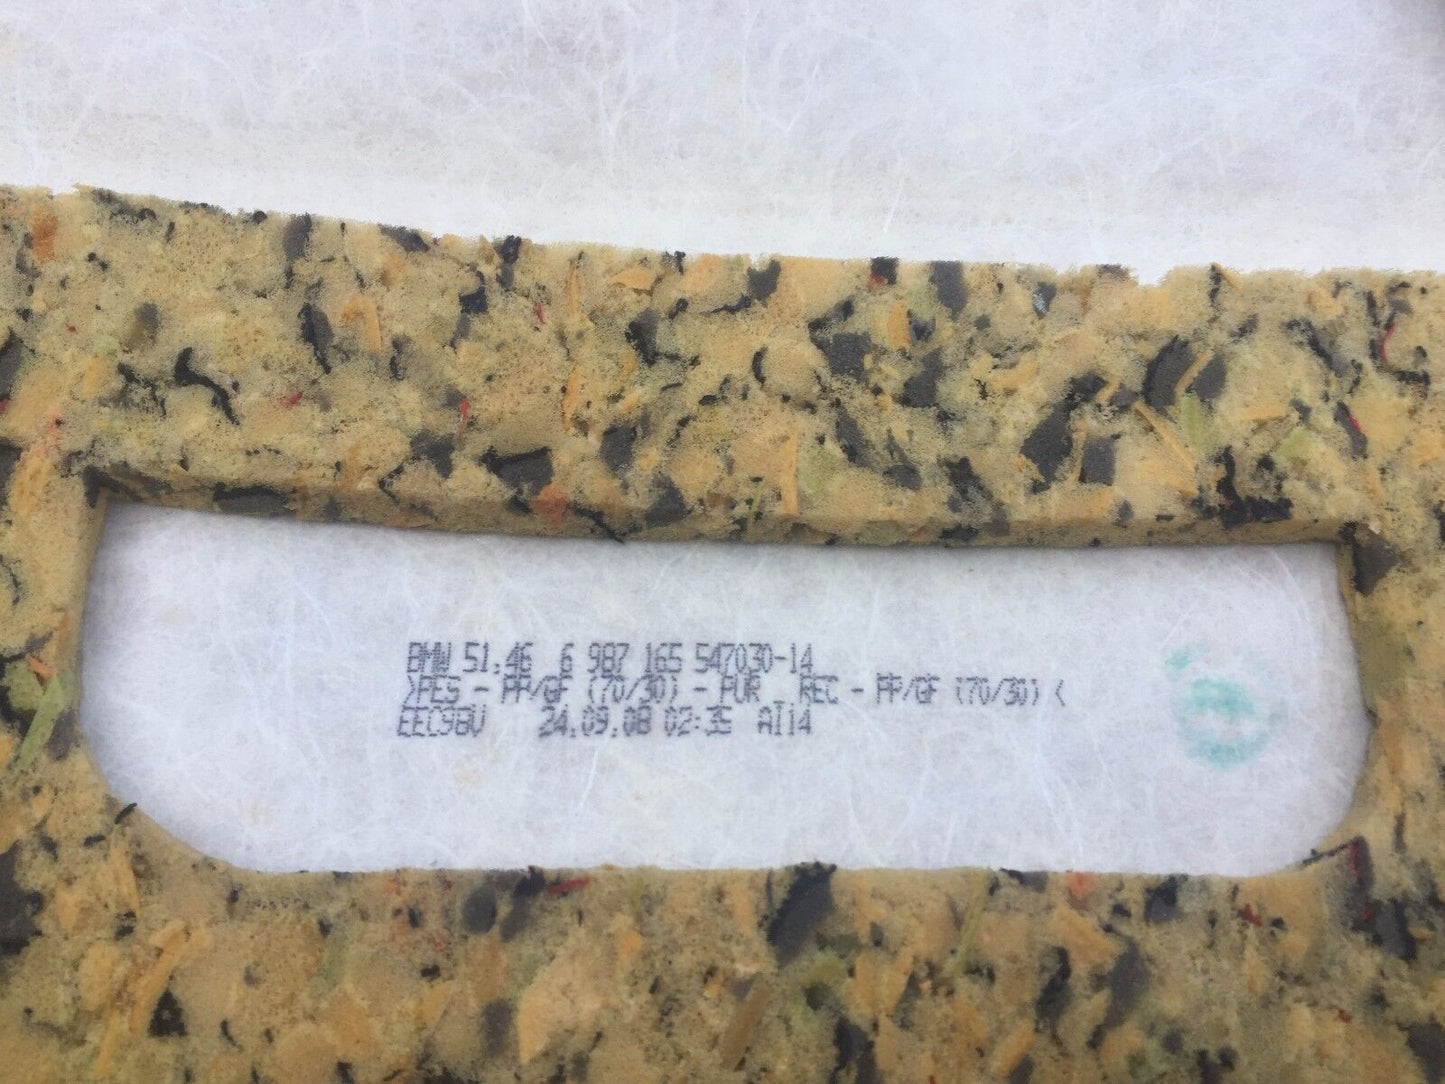 BMW 51.46 6 987 165 547030-14
>PES - PP/GF (70/30) - PUR REC - PP/GF (70/30) <
24.09.08 02:35 AI14